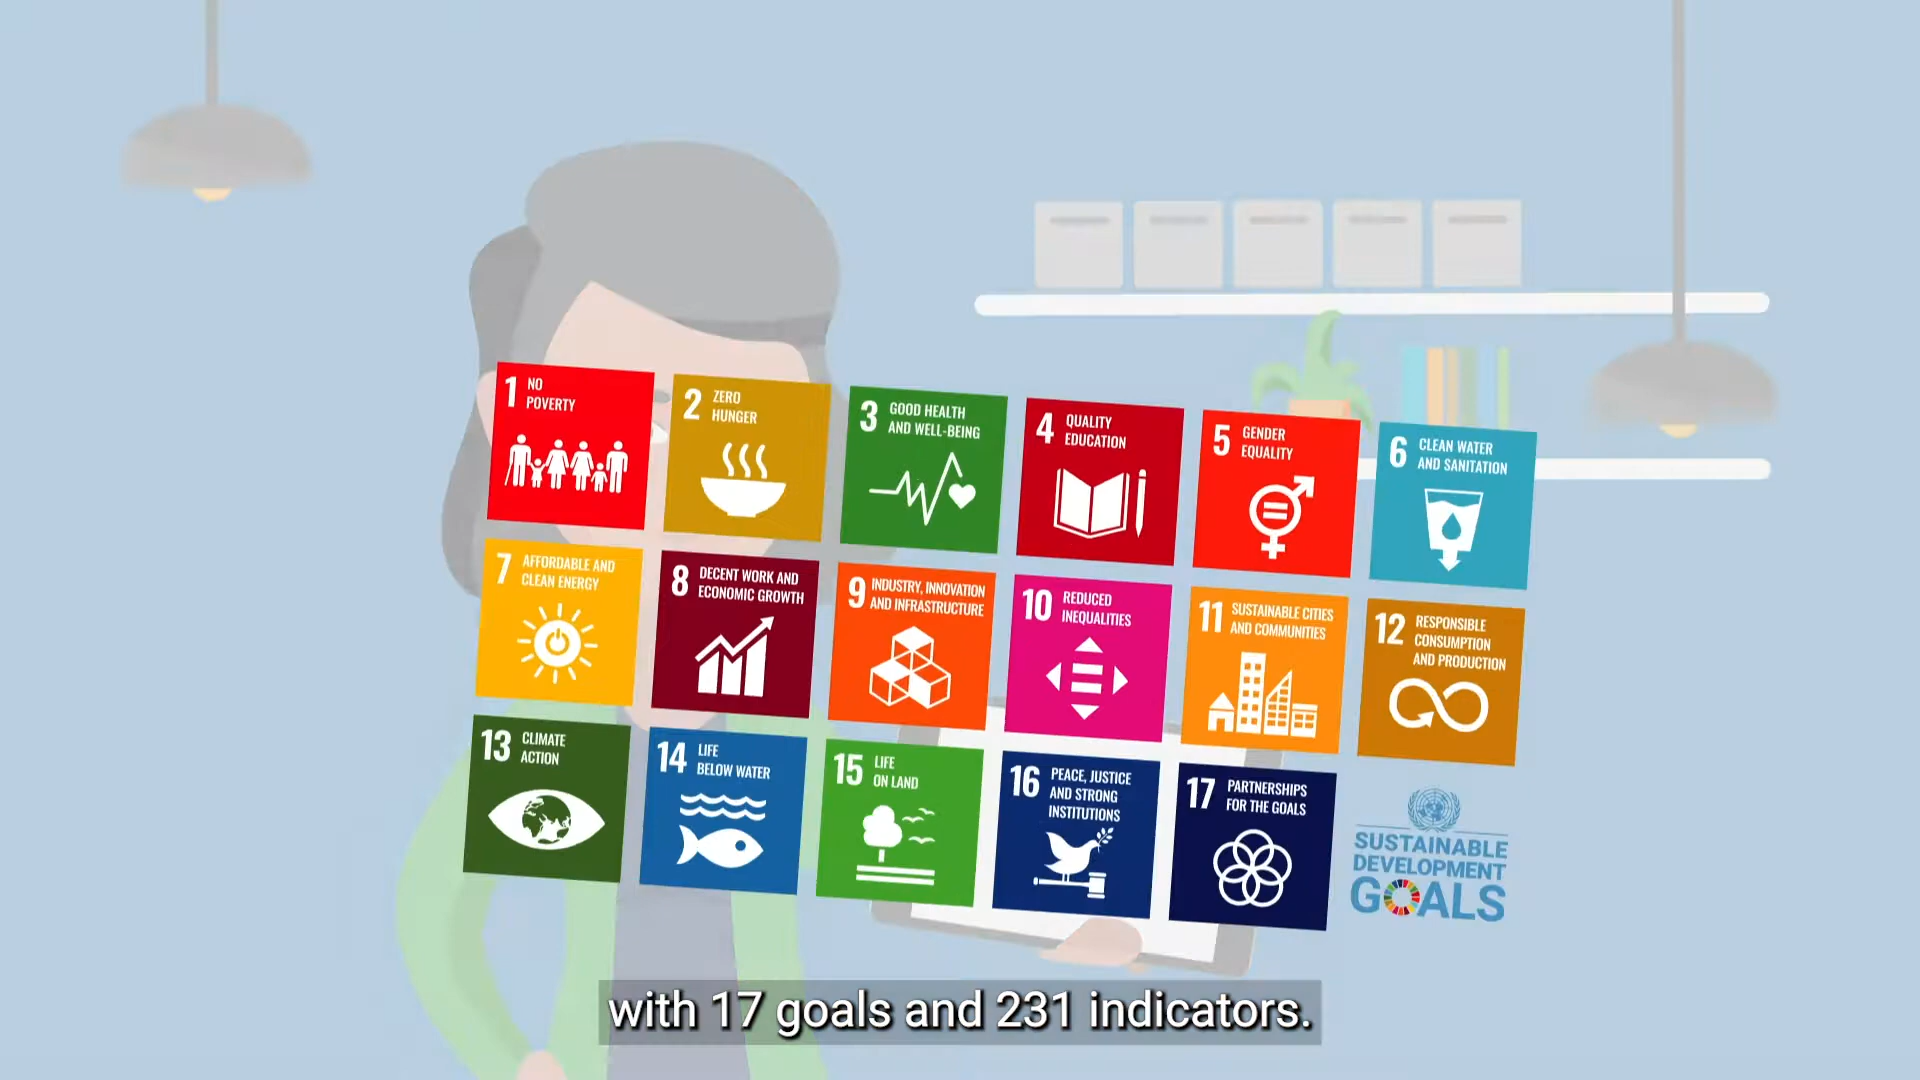 1 NO
POVERTY
2 ZERO
HUNGER
3 GOOD HEALTH
AND WELL-BEING
4 QUALITY
EDUCATION
5 GENDER
EQUALITY
6 CLEAN WATER
AND SANITATION
7 AFFORDABLE AND
CLEAN ENERGY
8 DECENT WORK AND
ECONOMIC GROWTH
9 INDUSTRY, INNOVATION
AND INFRASTRUCTURE
10 REDUCED
INEQUALITIES
11 SUSTAINABLE CITIES
AND COMMUNITIES
12 RESPONSIBLE
CONSUMPTION
AND PRODUCTION
13 CLIMATE
ACTION
14 LIFE
BELOW WATER
15 LIFE
ON LAND
16 PEACE, JUSTICE
AND STRONG
INSTITUTIONS
17 PARTNERSHIPS
FOR THE GOALS
SUSTAINABLE
DEVELOPMENT
GOALS
with 17 goals and 231 indicators.